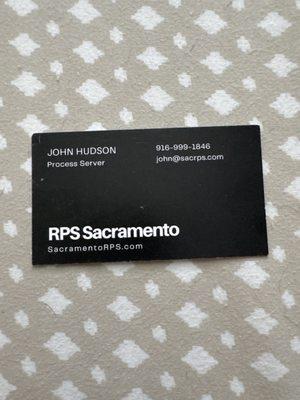 JOHN HUDSON
Process Server
916-999-1846
john@sacrps.com
RPS Sacramento
SacramentoRPS.com